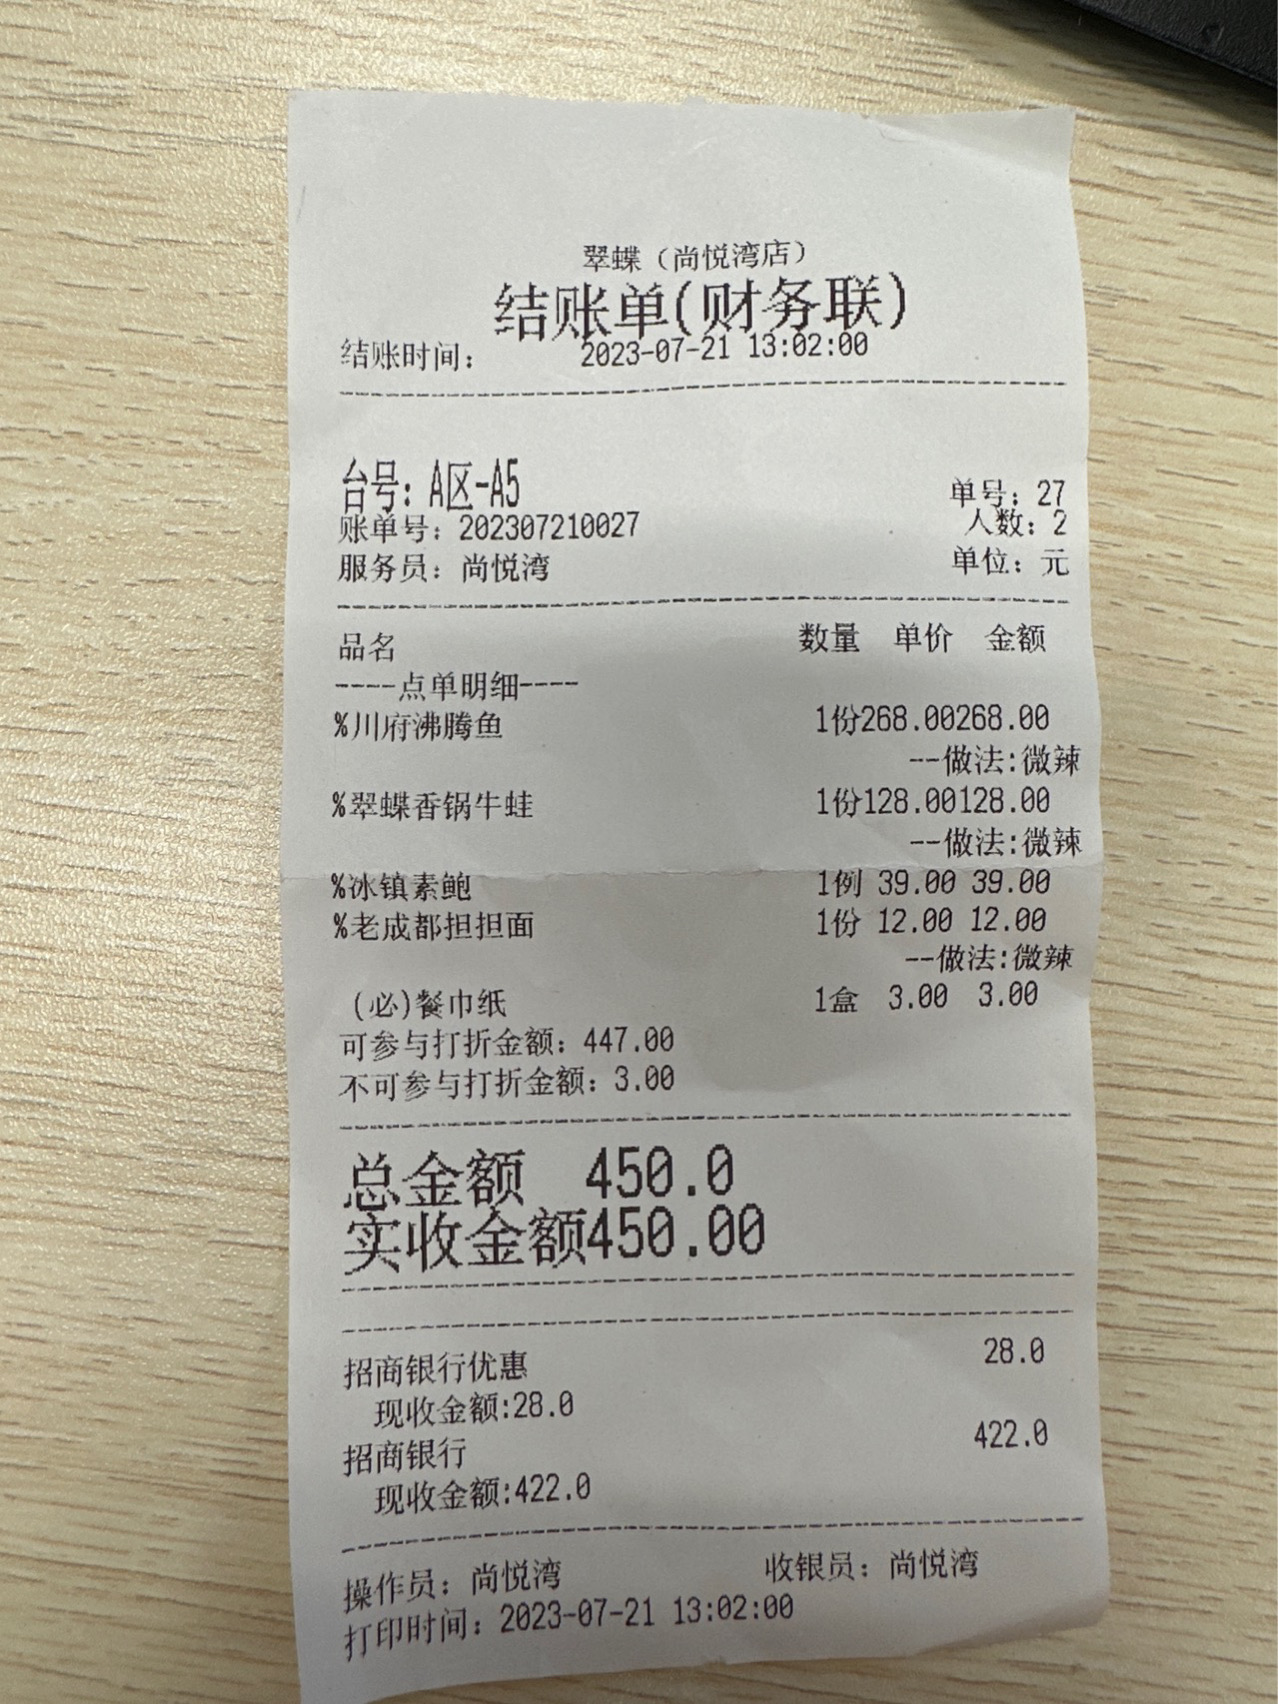 翠蝶（尚悦湾店）
结账单(财务联)
结账时间： 2023-07-21 13:02:00
台号：A区-A5 单号：27
账单号：202307210027 人数：2
服务员：尚悦湾 单位：元
品名 数量 单价 金额
----点单明细----
%川府沸腾鱼 1份268.00268.00
--做法:微辣
%翠蝶香锅牛蛙 1份128.00128.00
--做法:微辣
%冰镇素鲍 1例 39.00 39.00
%老成都担担面 1份 12.00 12.00
--做法:微辣
(必)餐巾纸 1盒 3.00 3.00
可参与打折金额：447.00
不可参与打折金额：3.00
总金额 450.0
实收金额450.00
招商银行优惠 28.0
现收金额:28.0
招商银行 422.0
现收金额:422.0
操作员：尚悦湾 收银员：尚悦湾
打印时间：2023-07-21 13:02:00